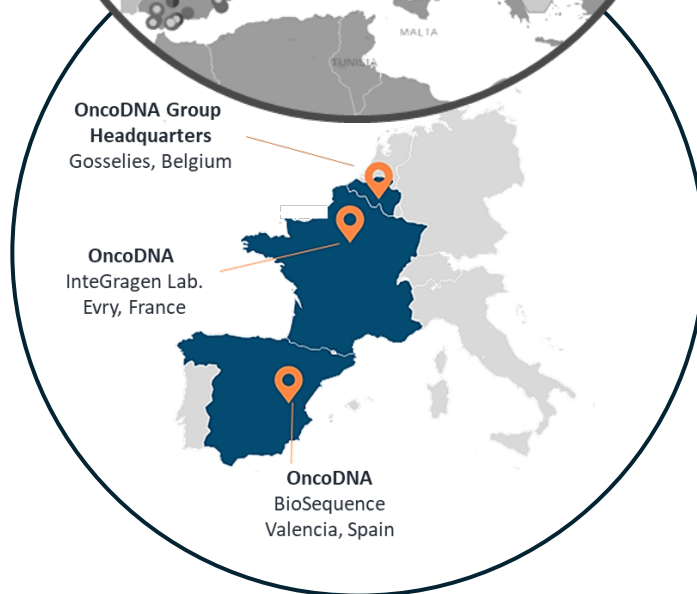 MALTA
TUNISIA
OncoDNA Group
Headquarters
Gosselies, Belgium
OncoDNA
InteGragen Lab.
Evry, France
OncoDNA
BioSequence
Valencia, Spain